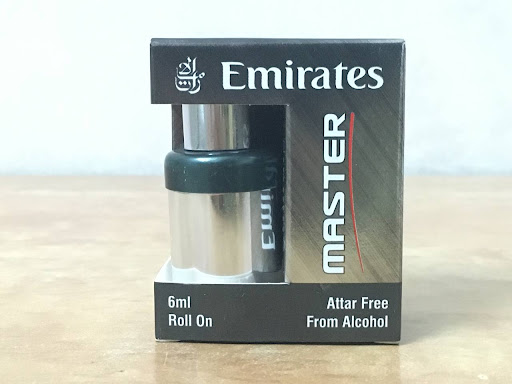 Emirates
MASTER
6ml
Roll On
Attar Free
From Alcohol